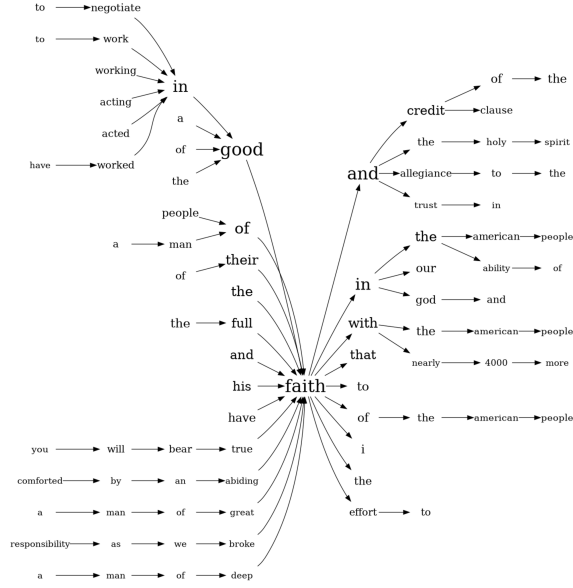 to negotiate
to work
working
in
acting
acted
have worked
a
of good
the
people
of
a man
of their
the
the full
and
his faith
have
you will bear true
comforted by an abiding
a man of great
responsibility as we broke
a man of deep
of the
credit
clause
the holy spirit
and
allegiance to the
trust in
the american people
ability of
in
our
god and
with
the american people
nearly 4000 more
that
to
of the american people
i
the
effort to